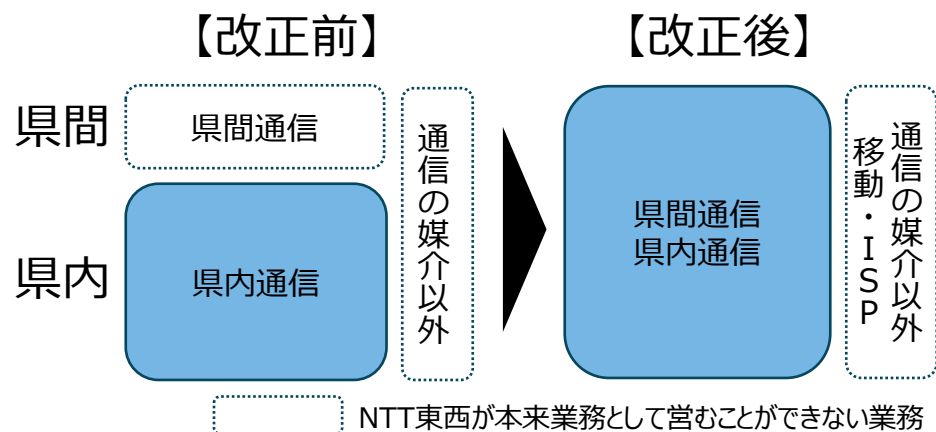 【改正前】
【改正後】
県間
県間通信
県内
県内通信
通信の媒介以外
県間通信
県内通信
通信の媒介以外
移動・ISP
NTT東西が本来業務として営むことができない業務